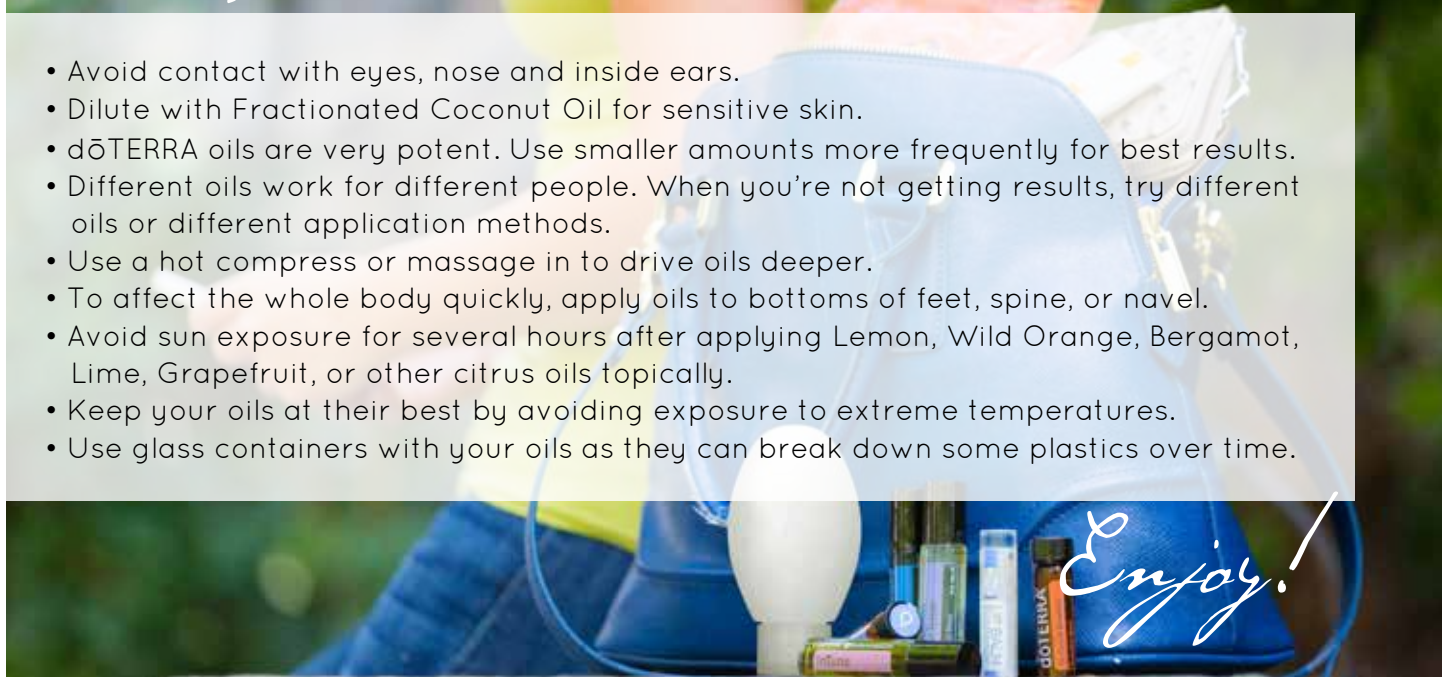 • Avoid contact with eyes, nose and inside ears.
• Dilute with Fractionated Coconut Oil for sensitive skin.
• dōTERRA oils are very potent. Use smaller amounts more frequently for best results.
• Different oils work for different people. When you're not getting results, try different
oils or different application methods.
• Use a hot compress or massage in to drive oils deeper.
• To affect the whole body quickly, apply oils to bottoms of feet, spine, or navel.
• Avoid sun exposure for several hours after applying Lemon, Wild Orange, Bergamot,
Lime, Grapefruit, or other citrus oils topically.
• Keep your oils at their best by avoiding exposure to extreme temperatures.
• Use glass containers with your oils as they can break down some plastics over time.
Enjoy!
dōTERRA